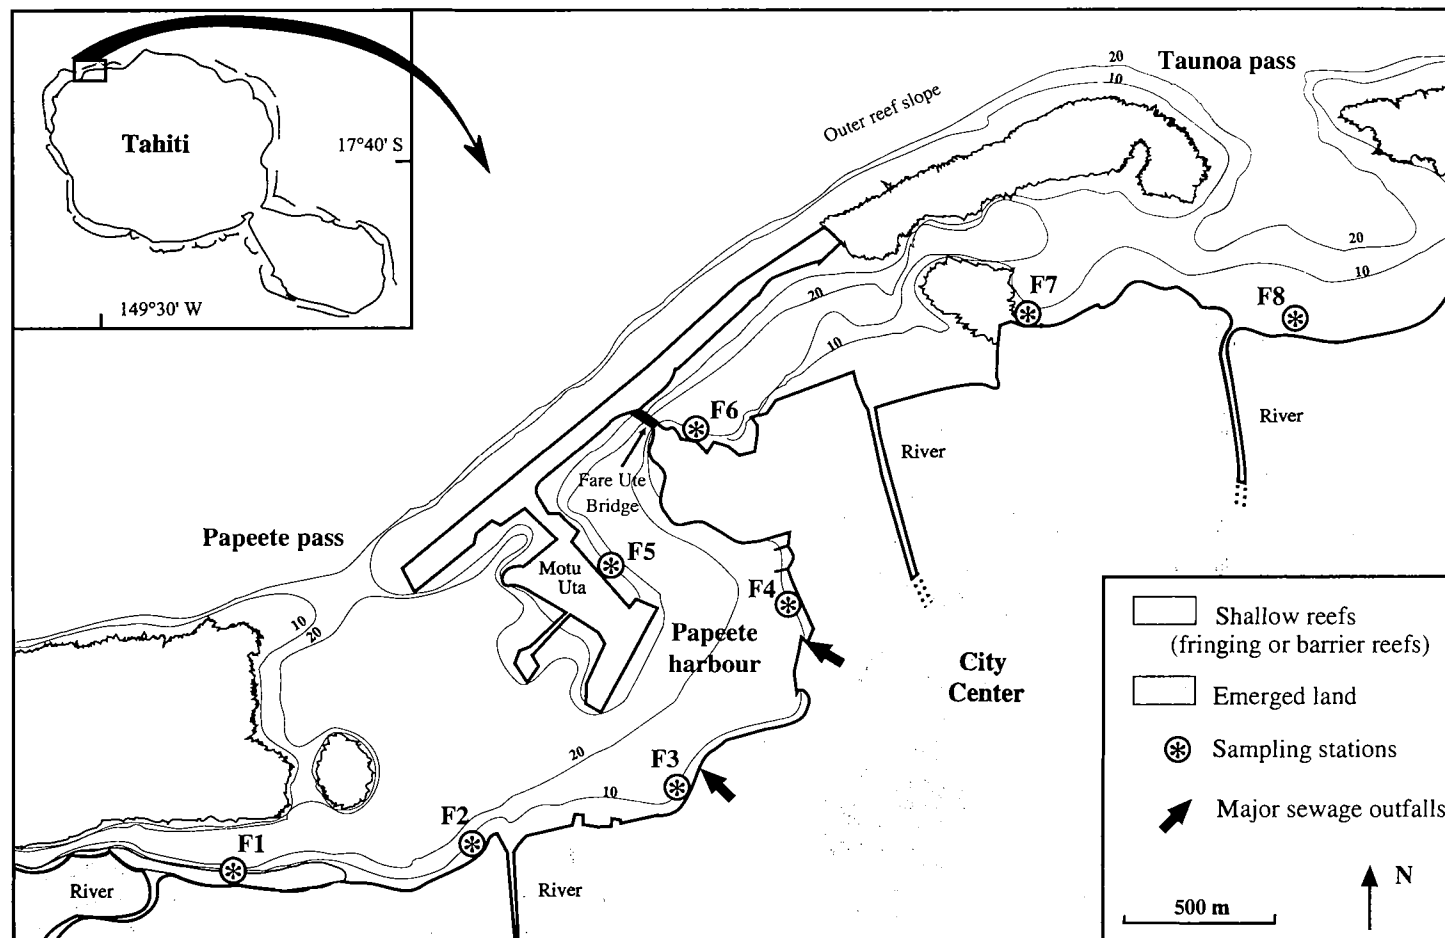 Tahiti
17°40' S
149°30' W
Taunoa pass
20
10
Outer reef slope
20
10
F7
F8
20
10
F6
River
River
Fare Ute
Bridge
Papeete pass
F5
Motu
Uta
F4
10
20
Papeete
harbour
City
Center
20
F3
10
F2
F1
River
River
Shallow reefs
(fringing or barrier reefs)
Emerged land
Sampling stations
Major sewage outfalls
500 m
N